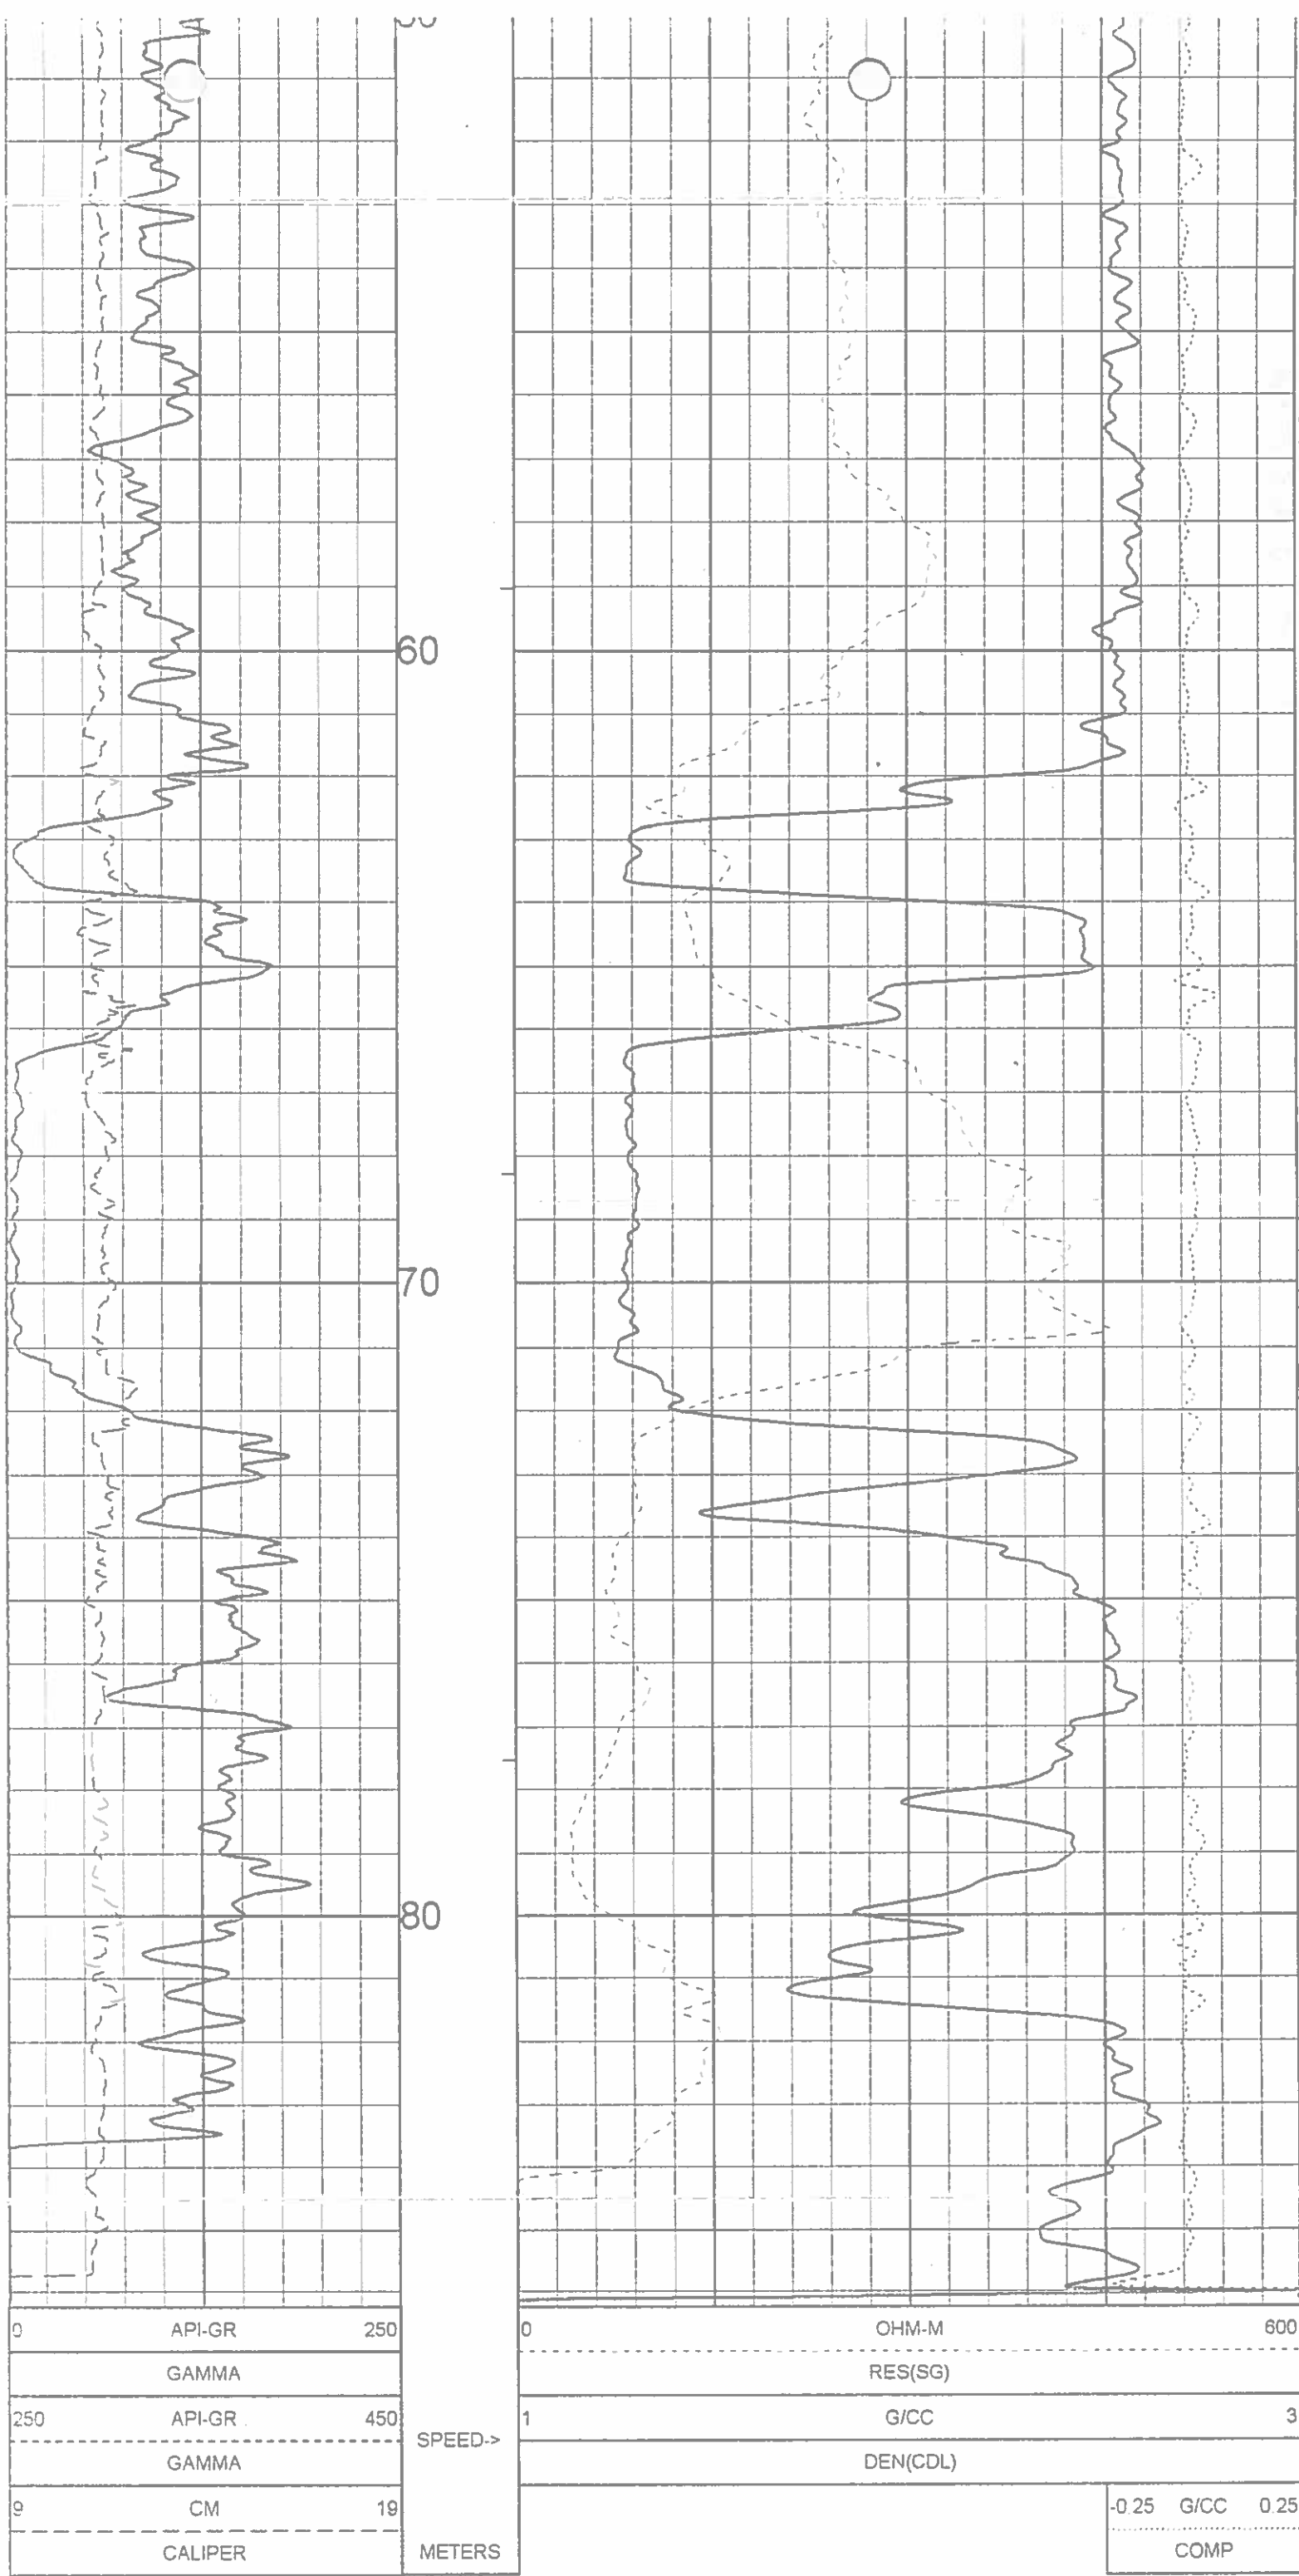 60
70
80
0 API-GR 250
GAMMA
250 API-GR 450
GAMMA
9 CM 19
CALIPER
SPEED->
METERS
0 OHM-M 600
RES(SG)
1 G/CC 3
DEN(CDL)
-0.25 G/CC 0.25
COMP